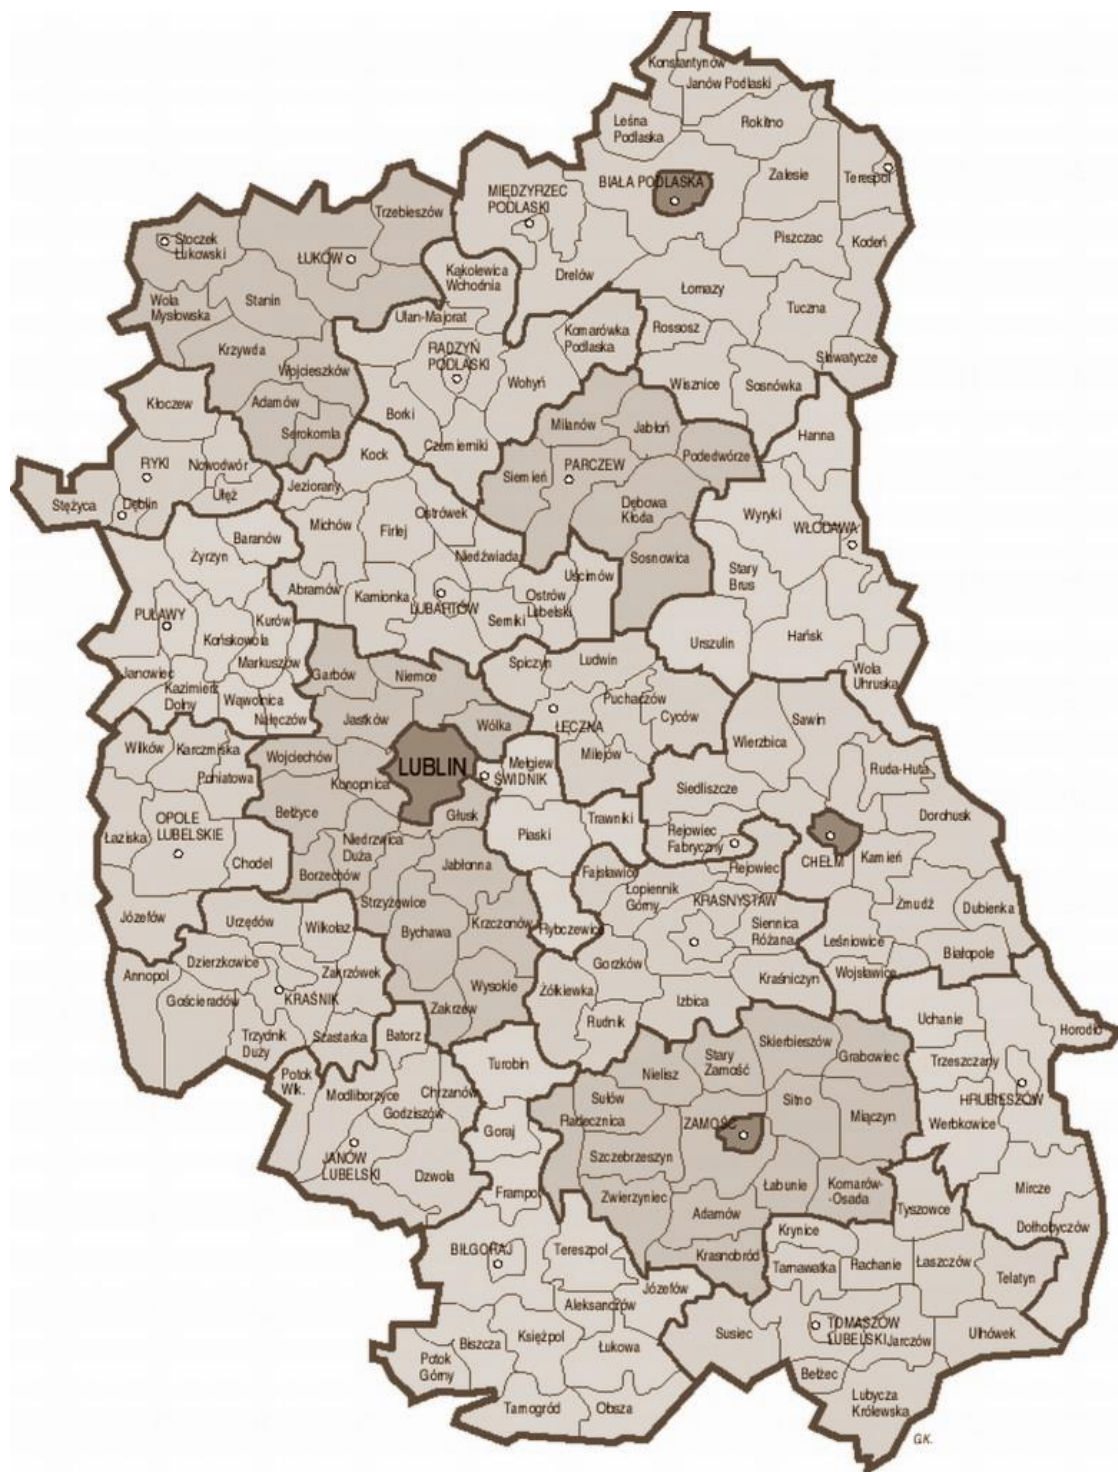 Konstantynów
Janów Podlaski
Leśna
Podlaska
Rokitno
BIAŁA PODLASKA
Zalesie
Terespol
MIĘDZYRZEC
PODLASKI
Trzebieszów
Stoczek
Łukowski
ŁUKÓW
Kąkolewica
Wchodnia
Drelów
Piszczac
Kodeń
Łomazy
Wola
Mysłowska
Stanin
Ulan-Majorat
Komarówka
Podlaska
Rossosz
Tuczna
Krzywda
RADZYŃ
PODLASKI
Sławatycze
Wojcieszków
Wohyń
Wisznice
Sosnówka
Kłoczew
Adamów
Borki
Serokomla
Czemierniki
Milanów
Jabłoń
Hanna
Kock
Podedwórze
RYKI
Nowodwór
Jeziorany
Siemień
PARCZEW
Stężyca
Dęblin
Ułęż
Michów
Firlej
Ostrówek
Dębowa
Kłoda
Wyryki
WŁODAWA
Baranów
Żyrzyn
Niedźwiada
Sosnowica
Stary
Brus
Abramów
Kamionka
LUBARTÓW
Ostrów
Lubelski
Uścimów
PUŁAWY
Kurów
Końskowola
Serniki
Urszulin
Hańsk
Markuszów
Janowiec
Garbów
Niemce
Spiczyn
Ludwin
Wola
Uhruska
Kazimierz
Dolny
Wąwolnica
Nałęczów
Puchaczów
Jastków
Wólka
ŁĘCZNA
Cyców
Sawin
Wilków
Karczmiska
Wojciechów
Wierzbica
Poniatowa
LUBLIN
Mełgiew
ŚWIDNIK
Milejów
Ruda-Huta
Konopnica
Siedliszcze
Bełżyce
Głusk
Dorohusk
Łaziska
OPOLE
LUBELSKIE
Niedrzwica
Duża
Piaski
Trawniki
Rejowiec
Fabryczny
CHEŁM
Kamień
Chodel
Jabłonna
Fajsławice
Rejowiec
Borzechów
Łopiennik
Górny
KRASNYSTAW
Żmudź
Dubienka
Józefów
Strzyżewice
Urzędów
Wilkołaz
Bychawa
Krzczonów
Rybczewice
Siennica
Różana
Leśniowice
Białopole
Annopol
Dzierzkowice
Zakrzówek
Gorzków
Wojsławice
Gościeradów
KRAŚNIK
Wysokie
Żółkiewka
Kraśniczyn
Izbica
Zakrzew
Rudnik
Uchanie
Horodło
Trzydnik
Duży
Szastarka
Batorz
Skierbieszów
Grabowiec
Turobin
Nielisz
Stary
Zamość
Trzeszczany
Potok
Wlk.
Modliborzyce
Chrzanów
Godziszów
Sułów
Sitno
HRUBIESZÓW
Radecznica
ZAMOŚĆ
Miączyn
Werbkowice
Goraj
JANÓW
LUBELSKI
Szczebrzeszyn
Dzwola
Łabunie
Komarów-
-Osada
Mircze
Frampol
Zwierzyniec
Tyszowce
Adamów
Krynice
Dołhobyczów
BIŁGORAJ
Tereszpol
Krasnobród
Tarnawatka
Rachanie
Łaszczów
Telatyn
Józefów
Aleksandrów
Susiec
TOMASZÓW
LUBELSKI
Jarczów
Ulhówek
Księżpol
Biszcza
Łukowa
Potok
Górny
Bełżec
Lubycza
Królewska
Tarnogród
Obsza
G.K.